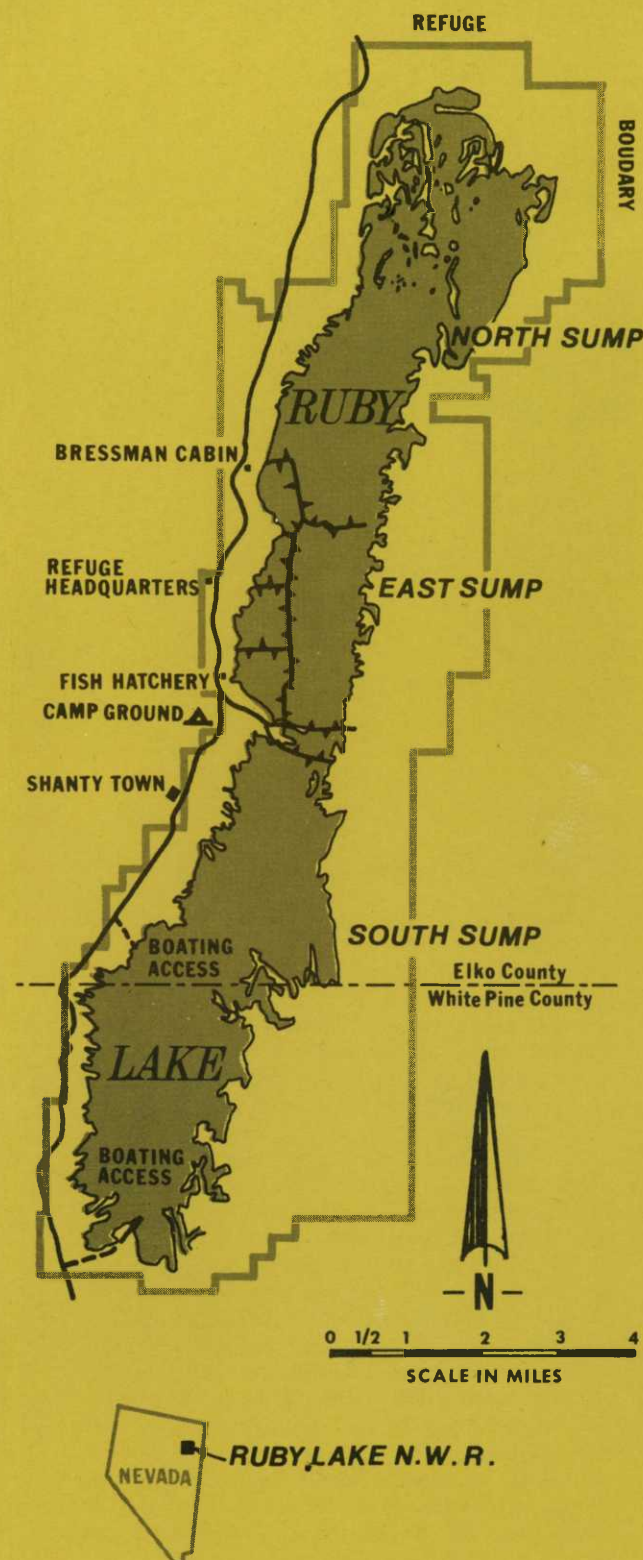 REFUGE
BOUDARY
NORTH SUMP
RUBY
BRESSMAN CABIN
REFUGE
HEADQUARTERS
EAST SUMP
FISH HATCHERY
CAMP GROUND
SHANTY TOWN
SOUTH SUMP
BOATING
ACCESS
Elko County
White Pine County
LAKE
BOATING
ACCESS
-N-
0 1/2 1 2 3 4
SCALE IN MILES
RUBY LAKE N.W.R.
NEVADA